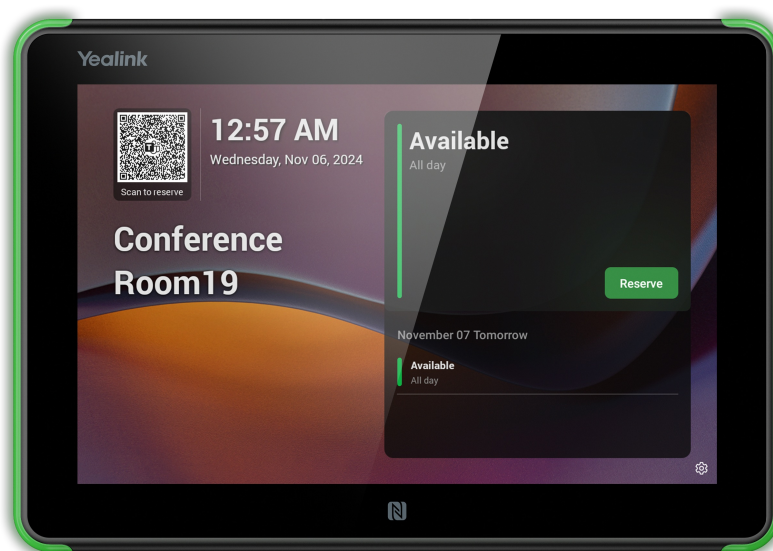 Yealink
Scan to reserve
12:57 AM
Wednesday, Nov 06, 2024
Conference
Room19
Available
All day
Reserve
November 07 Tomorrow
Available
All day